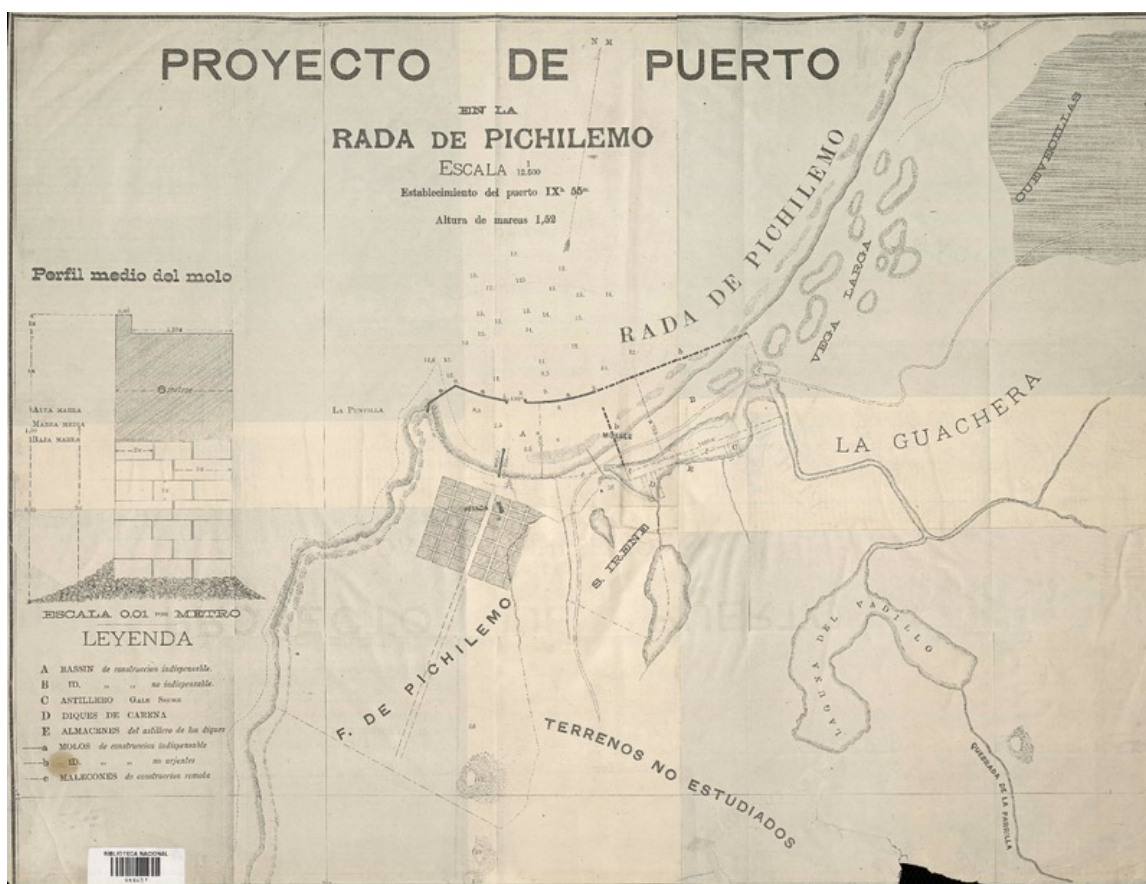 N M
PROYECTO DE PUERTO
EN LA
RADA DE PICHILEMO
ESCALA 1/12.500
Establecimiento del puerto IXh 55m
Altura de mareas 1,52
Perfil medio del molo
ALTA MAREA
MAREA MEDIA
BAJA MAREA
ESCALA 0.01 POR METRO
LEYENDA
A BASSIN de construccion indispensable.
B ID. „ „ no indispensable.
C ASTILLERO
D DIQUES DE CARENA
E ALMACENES del astillero de los diques
a MOLOS de construccion indispensable
b ID. „ „ no urjentes
c MALECONES de construccion remota
BIBLIOTECA NACIONAL
RADA DE PICHILEMO
VEGA LARGA
LA PUNTILLA
LA GUACHERA
S. IRENE
F. DE PICHILEMO
TERRENOS NO ESTUDIADOS
LAGUNA DEL
QUEBRADA DE LA PARRILLA